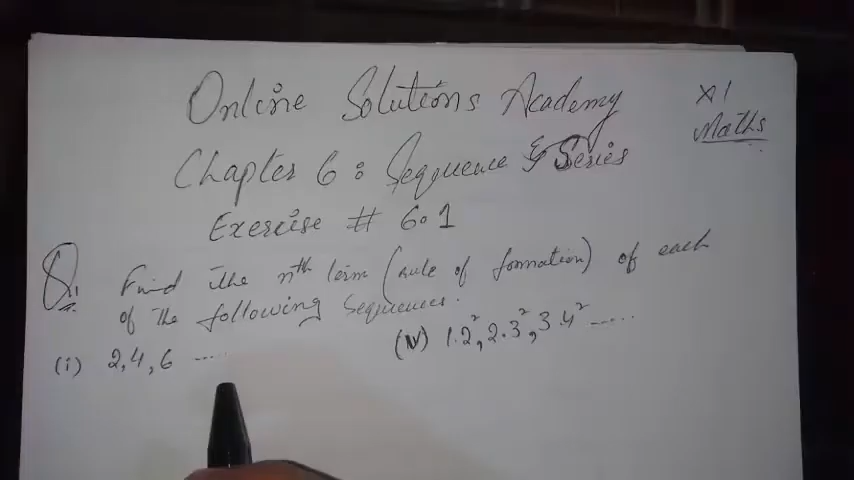 Online Solutions Academy
XI
Maths
Chapter 6 : Sequence & Series
Exercise # 6.1
Q1 Find the nth term (rule of formation) of each
of the following Sequences.
(i) 2, 4, 6 ..... (iv) 1.2², 2.3², 3.4² .....